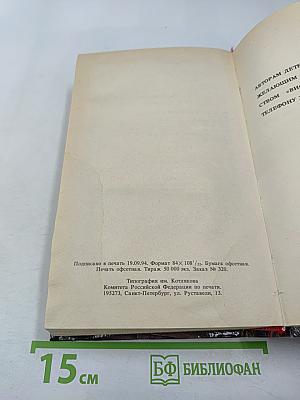 АВТОРАМ
ЖЕЛАЮЩИМ
СТВОМ
ТЕЛЕФОНУ
Подписано в печать 19.09.94. Формат 84×108¹/₃₂. Бумага офсетная.
Печать офсетная. Тираж 50 000 экз. Заказ № 320.
Типография им. Котлякова
Комитета Российской Федерации по печати.
195273, Санкт-Петербург, ул. Руставели, 13.
15 см
БФ БИБЛИОФАН